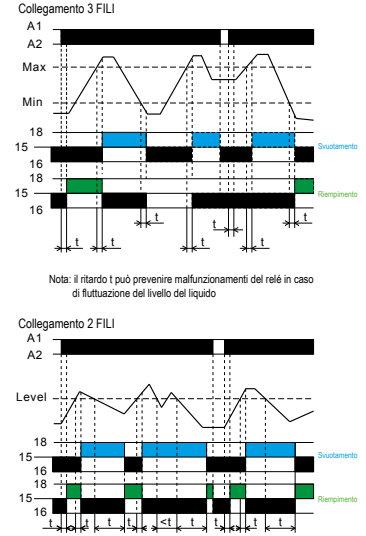 Collegamento 3 FILI
A1
A2
Max
Min
18
15
Svuotamento
16
18
15
Riempimento
16
t t t t t t t
Nota: il ritardo t può prevenire malfunzionamenti del relé in caso
di fluttuazione del livello del liquido
Collegamento 2 FILI
A1
A2
Level
18
15
Svuotamento
16
18
15
Riempimento
16
t t t t <t t t t